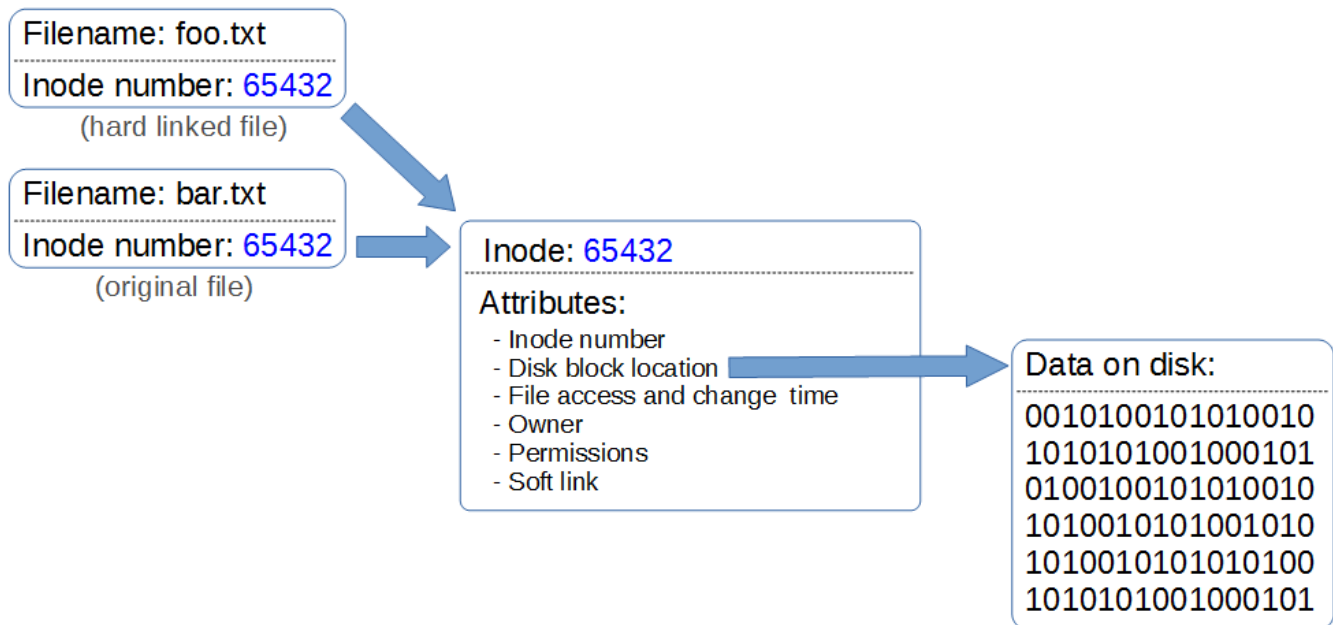 Filename: foo.txt
Inode number: 65432
(hard linked file)
Filename: bar.txt
Inode number: 65432
(original file)
Inode: 65432
Attributes:
- Inode number
- Disk block location
- File access and change time
- Owner
- Permissions
- Soft link
Data on disk:
0010100101010010
1010101001000101
0100100101010010
1010010101001010
1010010101010100
1010101001000101